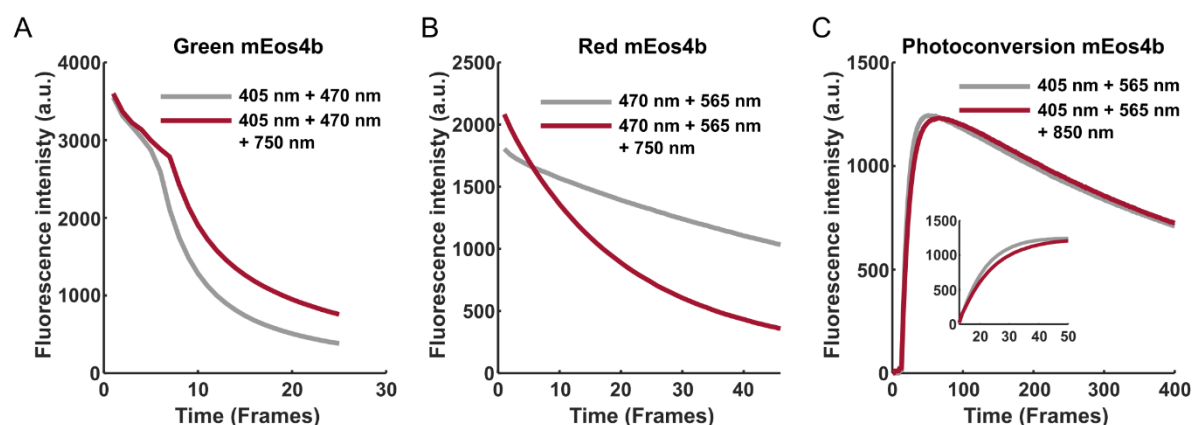 A
Green mEos4b
4000
3000
2000
1000
0
0
10
20
30
Fluorescence intenisty (a.u.)
Time (Frames)
405 nm + 470 nm
405 nm + 470 nm
+ 750 nm
B
Red mEos4b
2500
2000
1500
1000
500
0
0
10
20
30
40
Fluorescence intenisty (a.u.)
Time (Frames)
470 nm + 565 nm
470 nm + 565 nm
+ 750 nm
C
Photoconversion mEos4b
1500
1000
500
0
0
100
200
300
400
Fluorescence intenisty (a.u.)
Time (Frames)
405 nm + 565 nm
405 nm + 565 nm
+ 850 nm
1500
1000
500
0
20
30
40
50